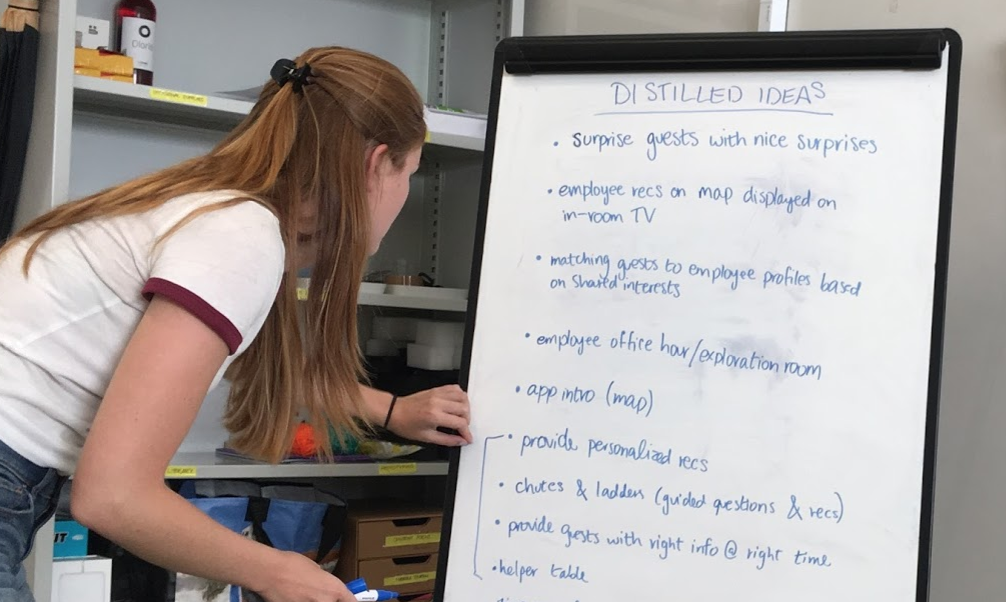 DISTILLED IDEAS
• surprise guests with nice surprises
• employee recs on map displayed on
in-room TV
• matching guests to employee profiles based
on shared interests
• employee office hour/exploration room
• app intro (map)
• provide personalized recs
• chutes & ladders (guided questions & recs)
• provide guests with right info @ right time
• helper table